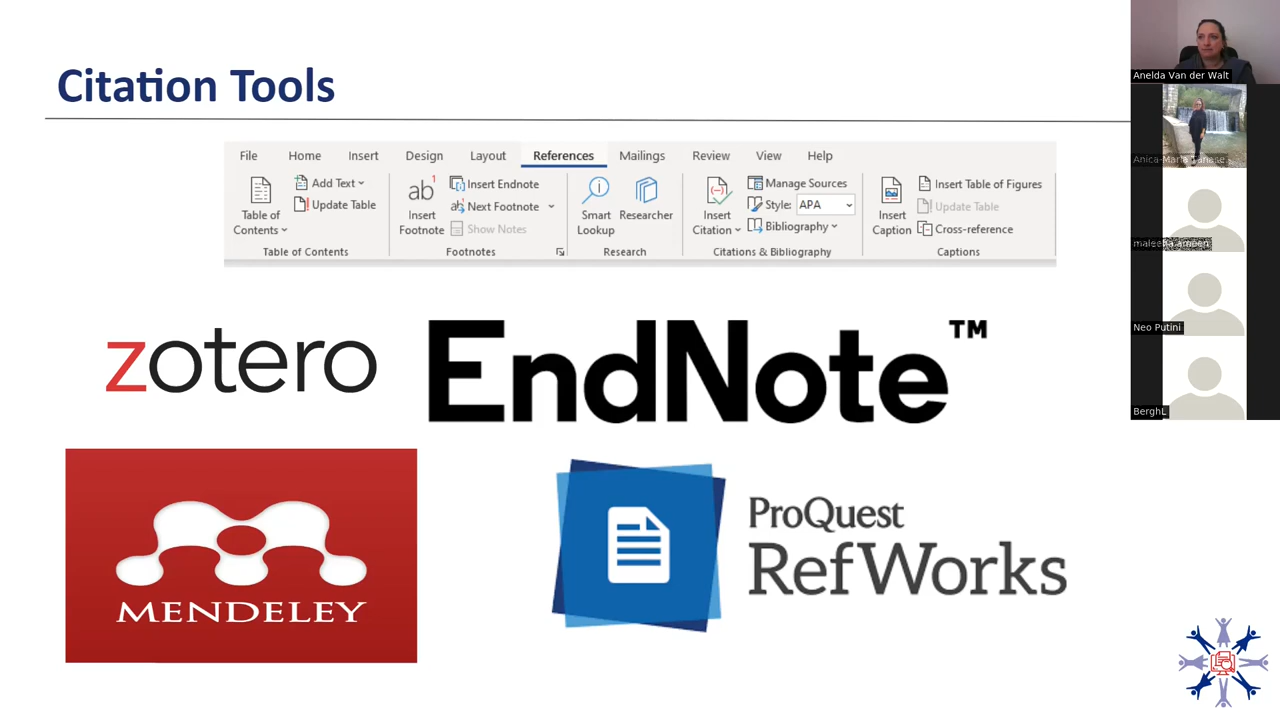 Citation Tools
File Home Insert Design Layout References Mailings Review View Help
Table of Contents
Add Text
Update Table
Table of Contents
ab1
Insert Footnote
Insert Endnote
Next Footnote
Show Notes
Footnotes
Smart Lookup
Researcher
Research
Insert Citation
Manage Sources
Style: APA
Bibliography
Citations & Bibliography
Insert Caption
Insert Table of Figures
Update Table
Cross-reference
Captions
zotero
EndNote™
MENDELEY
ProQuest
RefWorks
Anelda Van der Walt
Neo Putini
BerghL